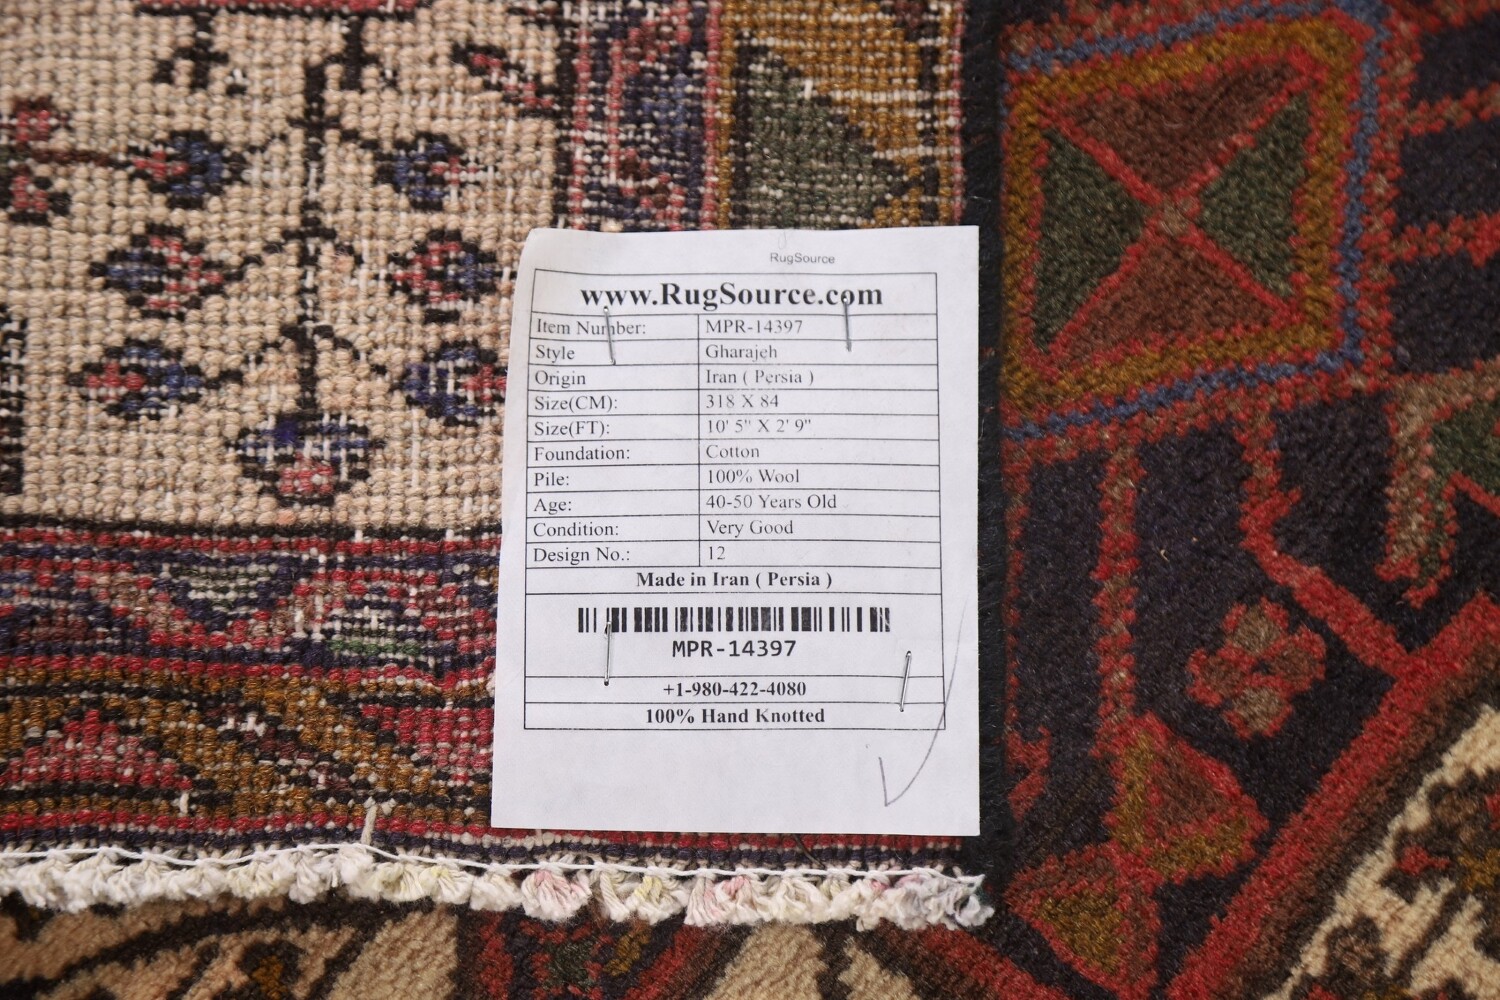 RugSource
www.RugSource.com
Item Number: MPR-14397
Style Gharajeh
Origin Iran ( Persia )
Size(CM): 318 X 84
Size(FT): 10' 5" X 2' 9"
Foundation: Cotton
Pile: 100% Wool
Age: 40-50 Years Old
Condition: Very Good
Design No.: 12
Made in Iran ( Persia )
MPR-14397
+1-980-422-4080
100% Hand Knotted